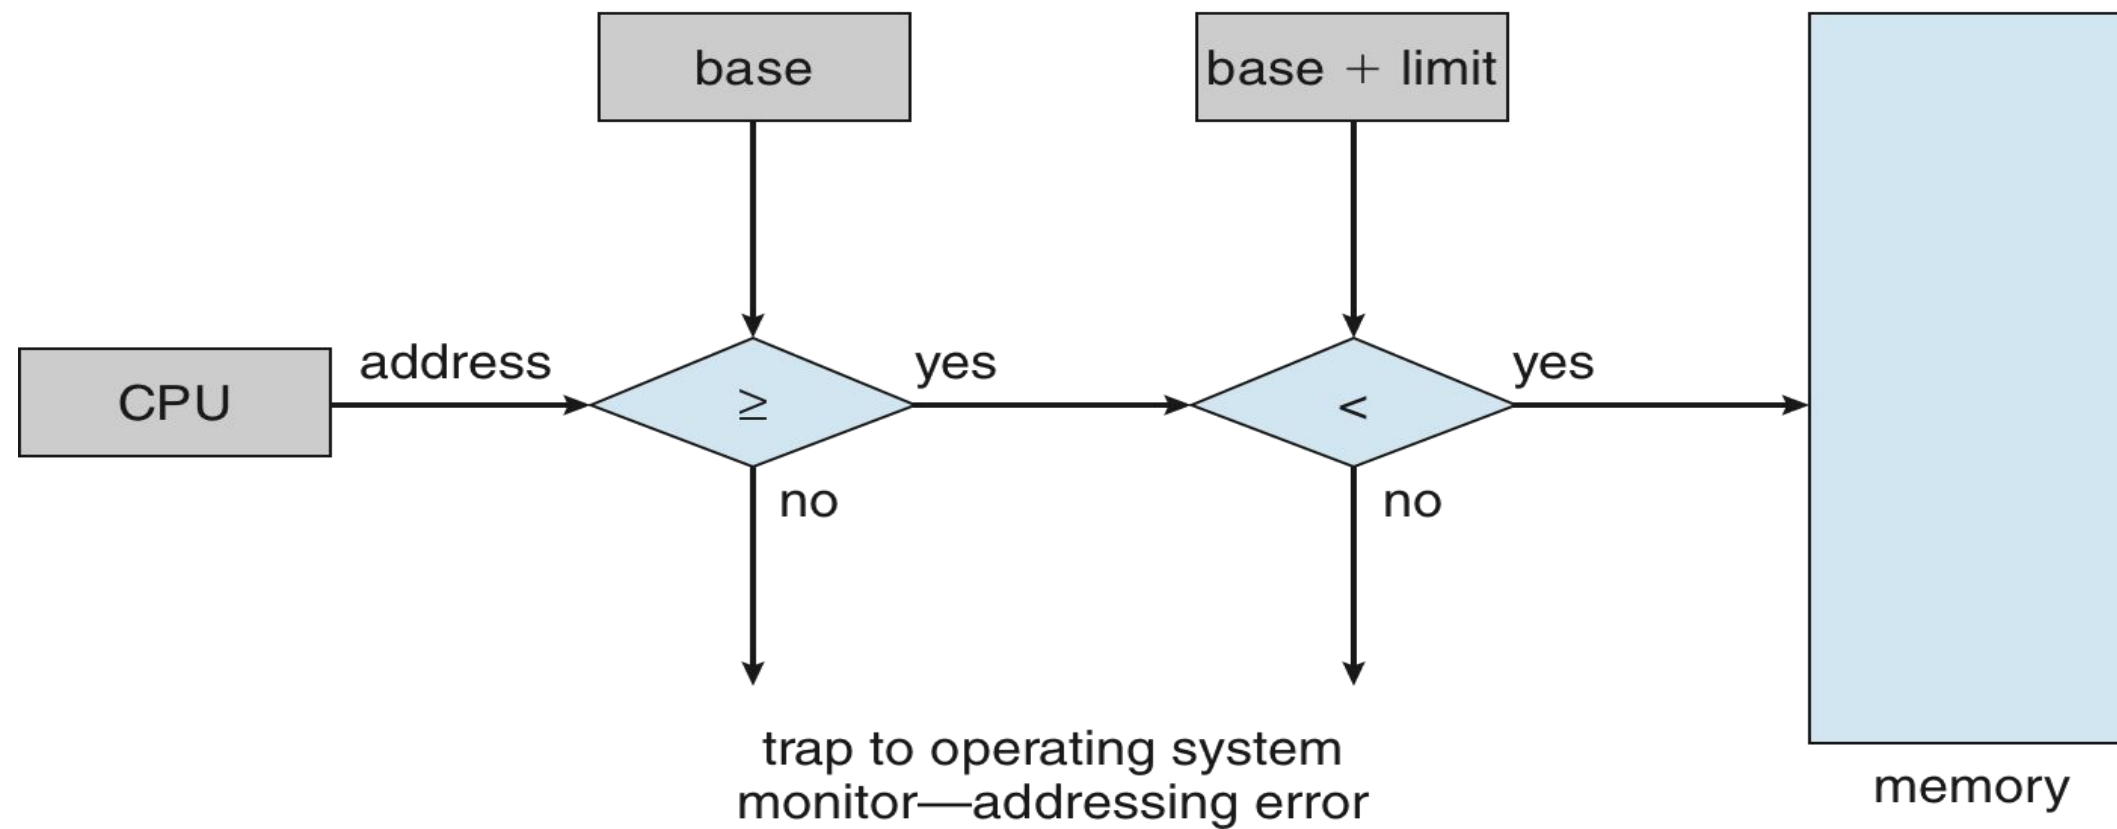 base
base + limit
CPU
address
≥
yes
<
yes
no
no
trap to operating system
monitor—addressing error
memory